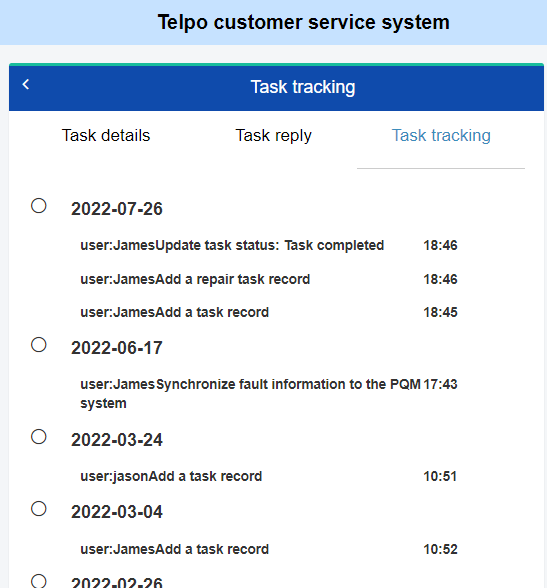 Telpo customer service system
Task tracking
Task details Task reply Task tracking
2022-07-26
user:JamesUpdate task status: Task completed 18:46
user:JamesAdd a repair task record 18:46
user:JamesAdd a task record 18:45
2022-06-17
user:JamesSynchronize fault information to the PQM 17:43
system
2022-03-24
user:jasonAdd a task record 10:51
2022-03-04
user:JamesAdd a task record 10:52
2022-02-26